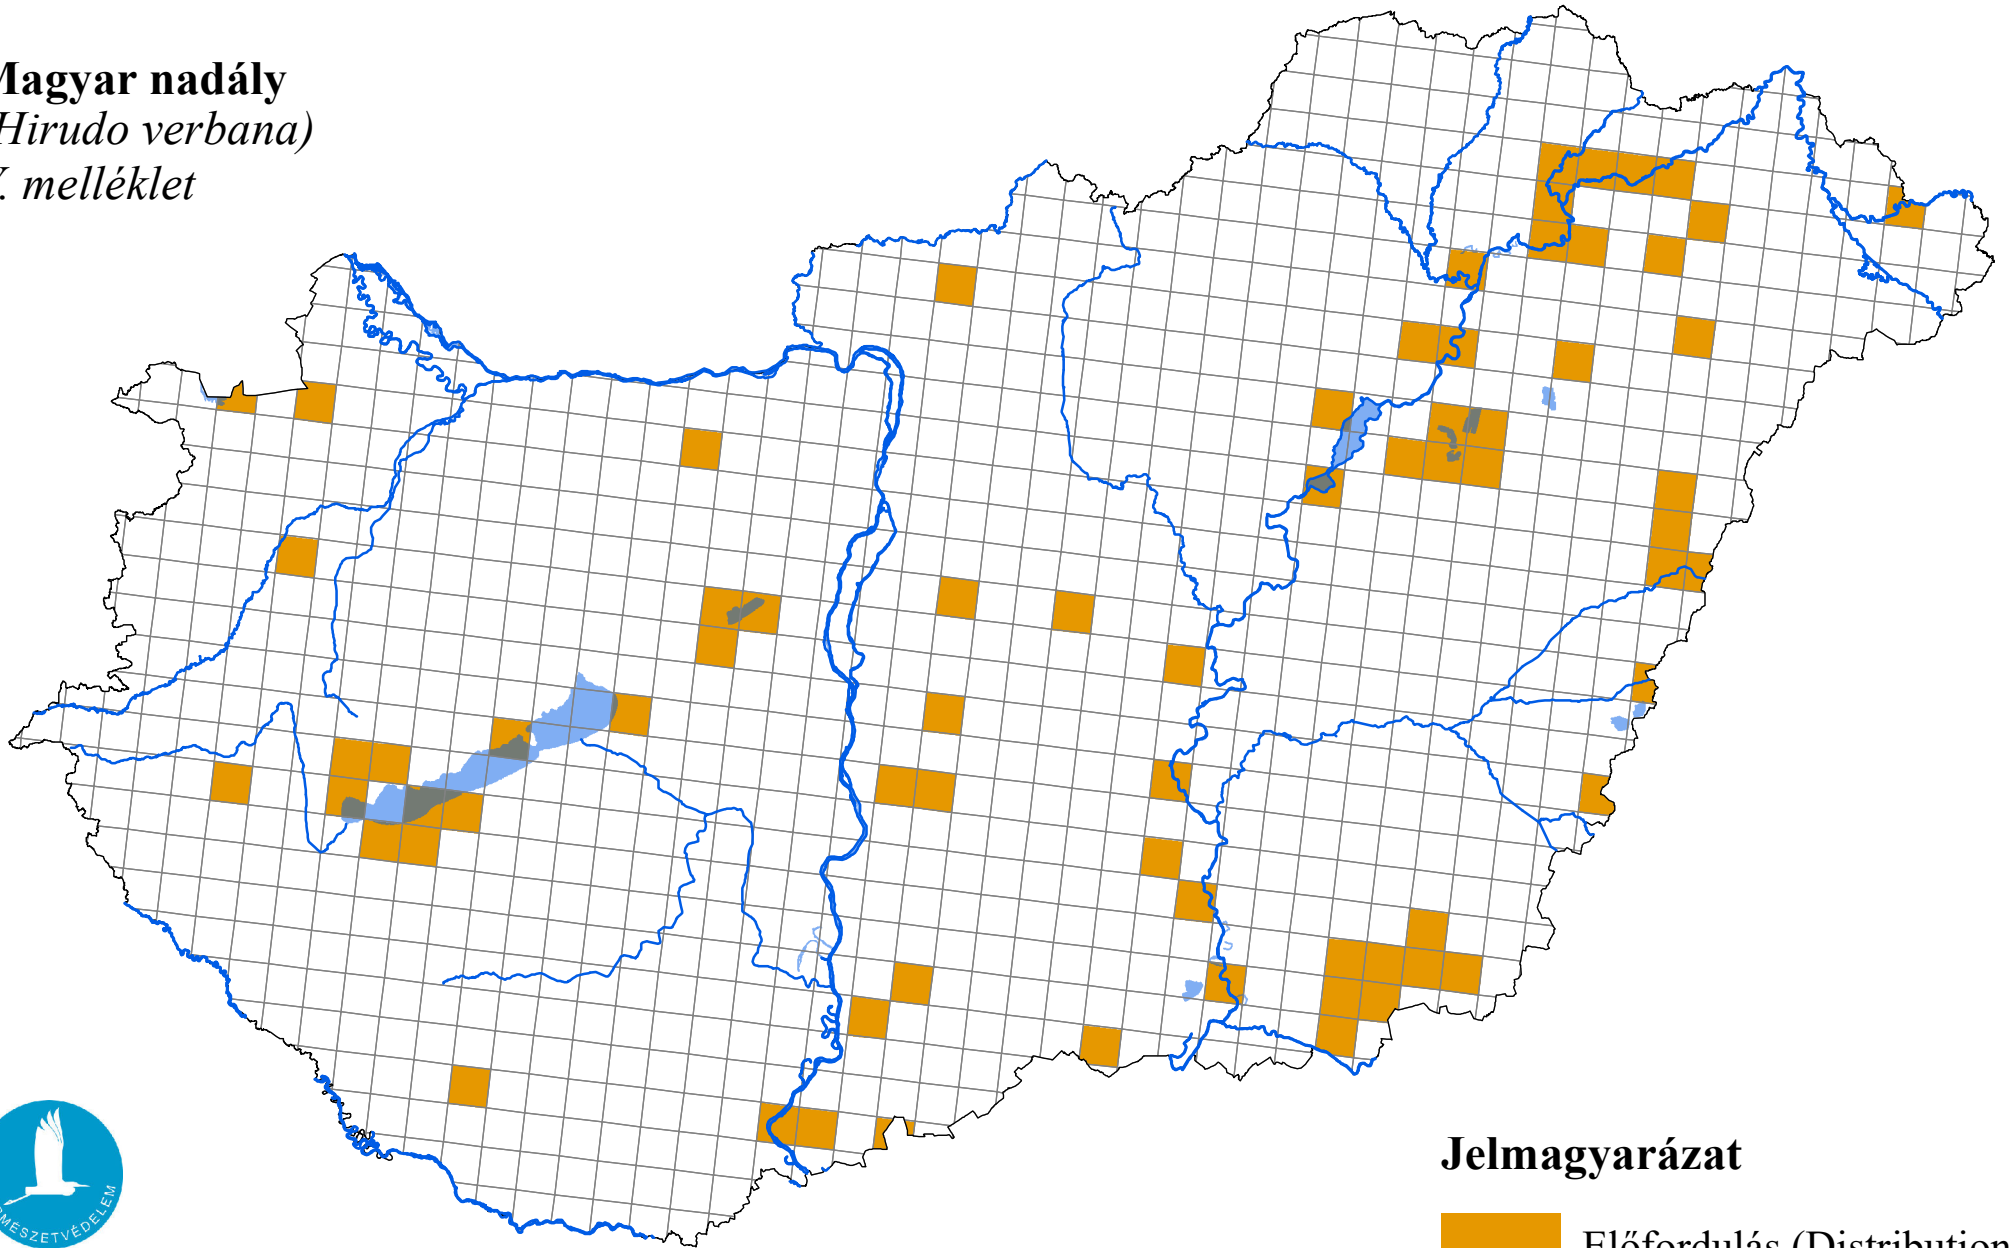 Magyar nadály
(Hirudo verbana)
V. melléklet
Jelmagyarázat
Előfordulás (Distribution